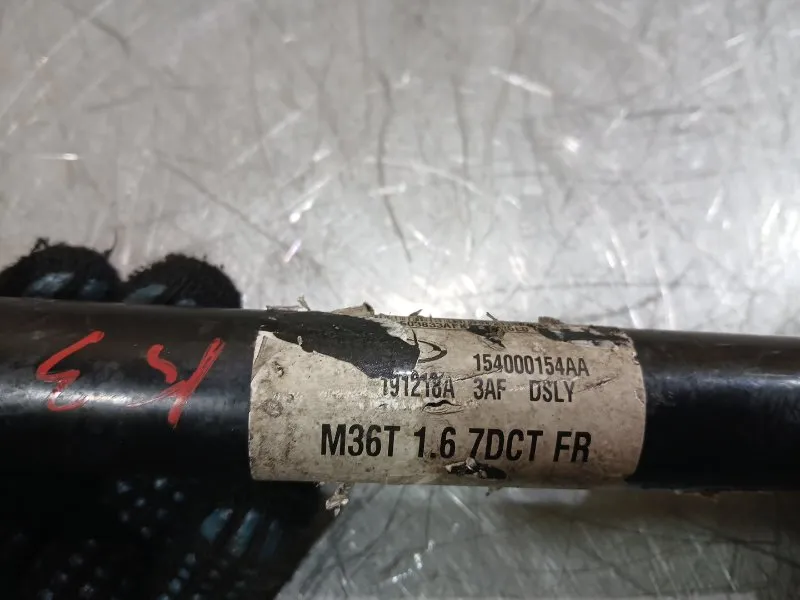 154000154AA
191218A 3AF DSLY
M36T 1.6 7DCT FR